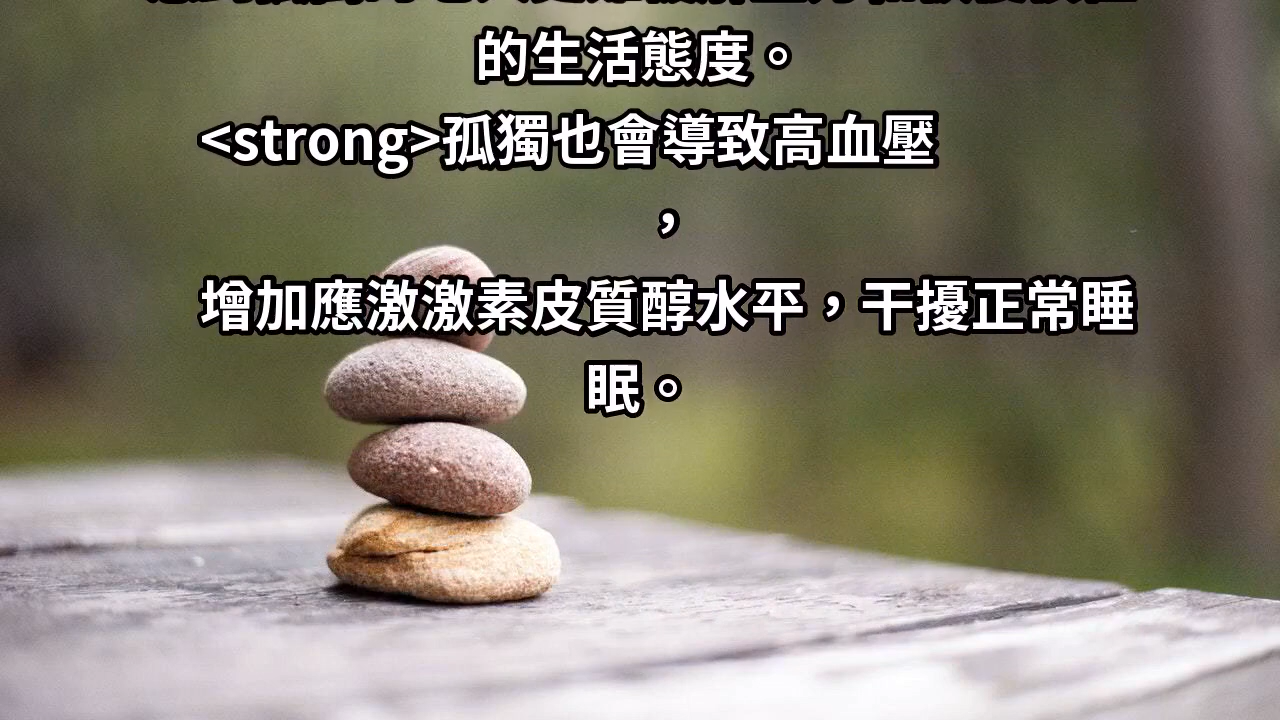 的生活態度。
<strong>孤獨也會導致高血壓
，
增加應激激素皮質醇水平，干擾正常睡
眠。